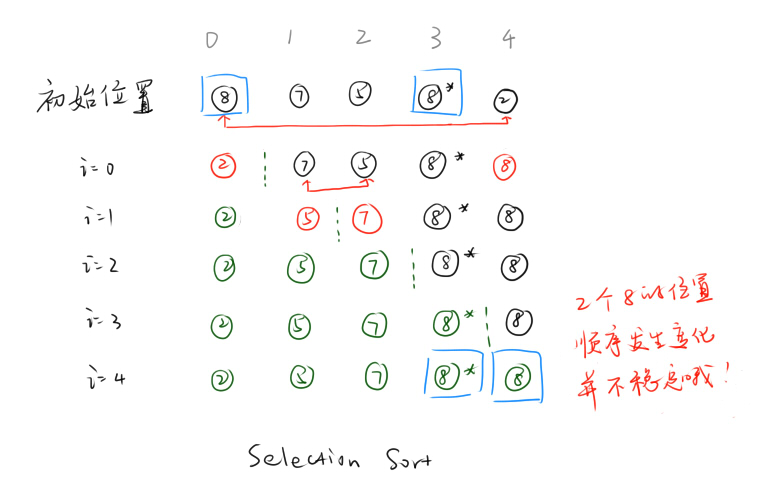 0 1 2 3 4
初始位置 8 7 5 8* 2
i=0 2 7 5 8* 8
i=1 2 5 7 8* 8
i=2 2 5 7 8* 8
i=3 2 5 7 8* 8
i=4 2 5 7 8* 8
2个8的位置
顺序发生变化
并不稳定哦!
Selection Sort